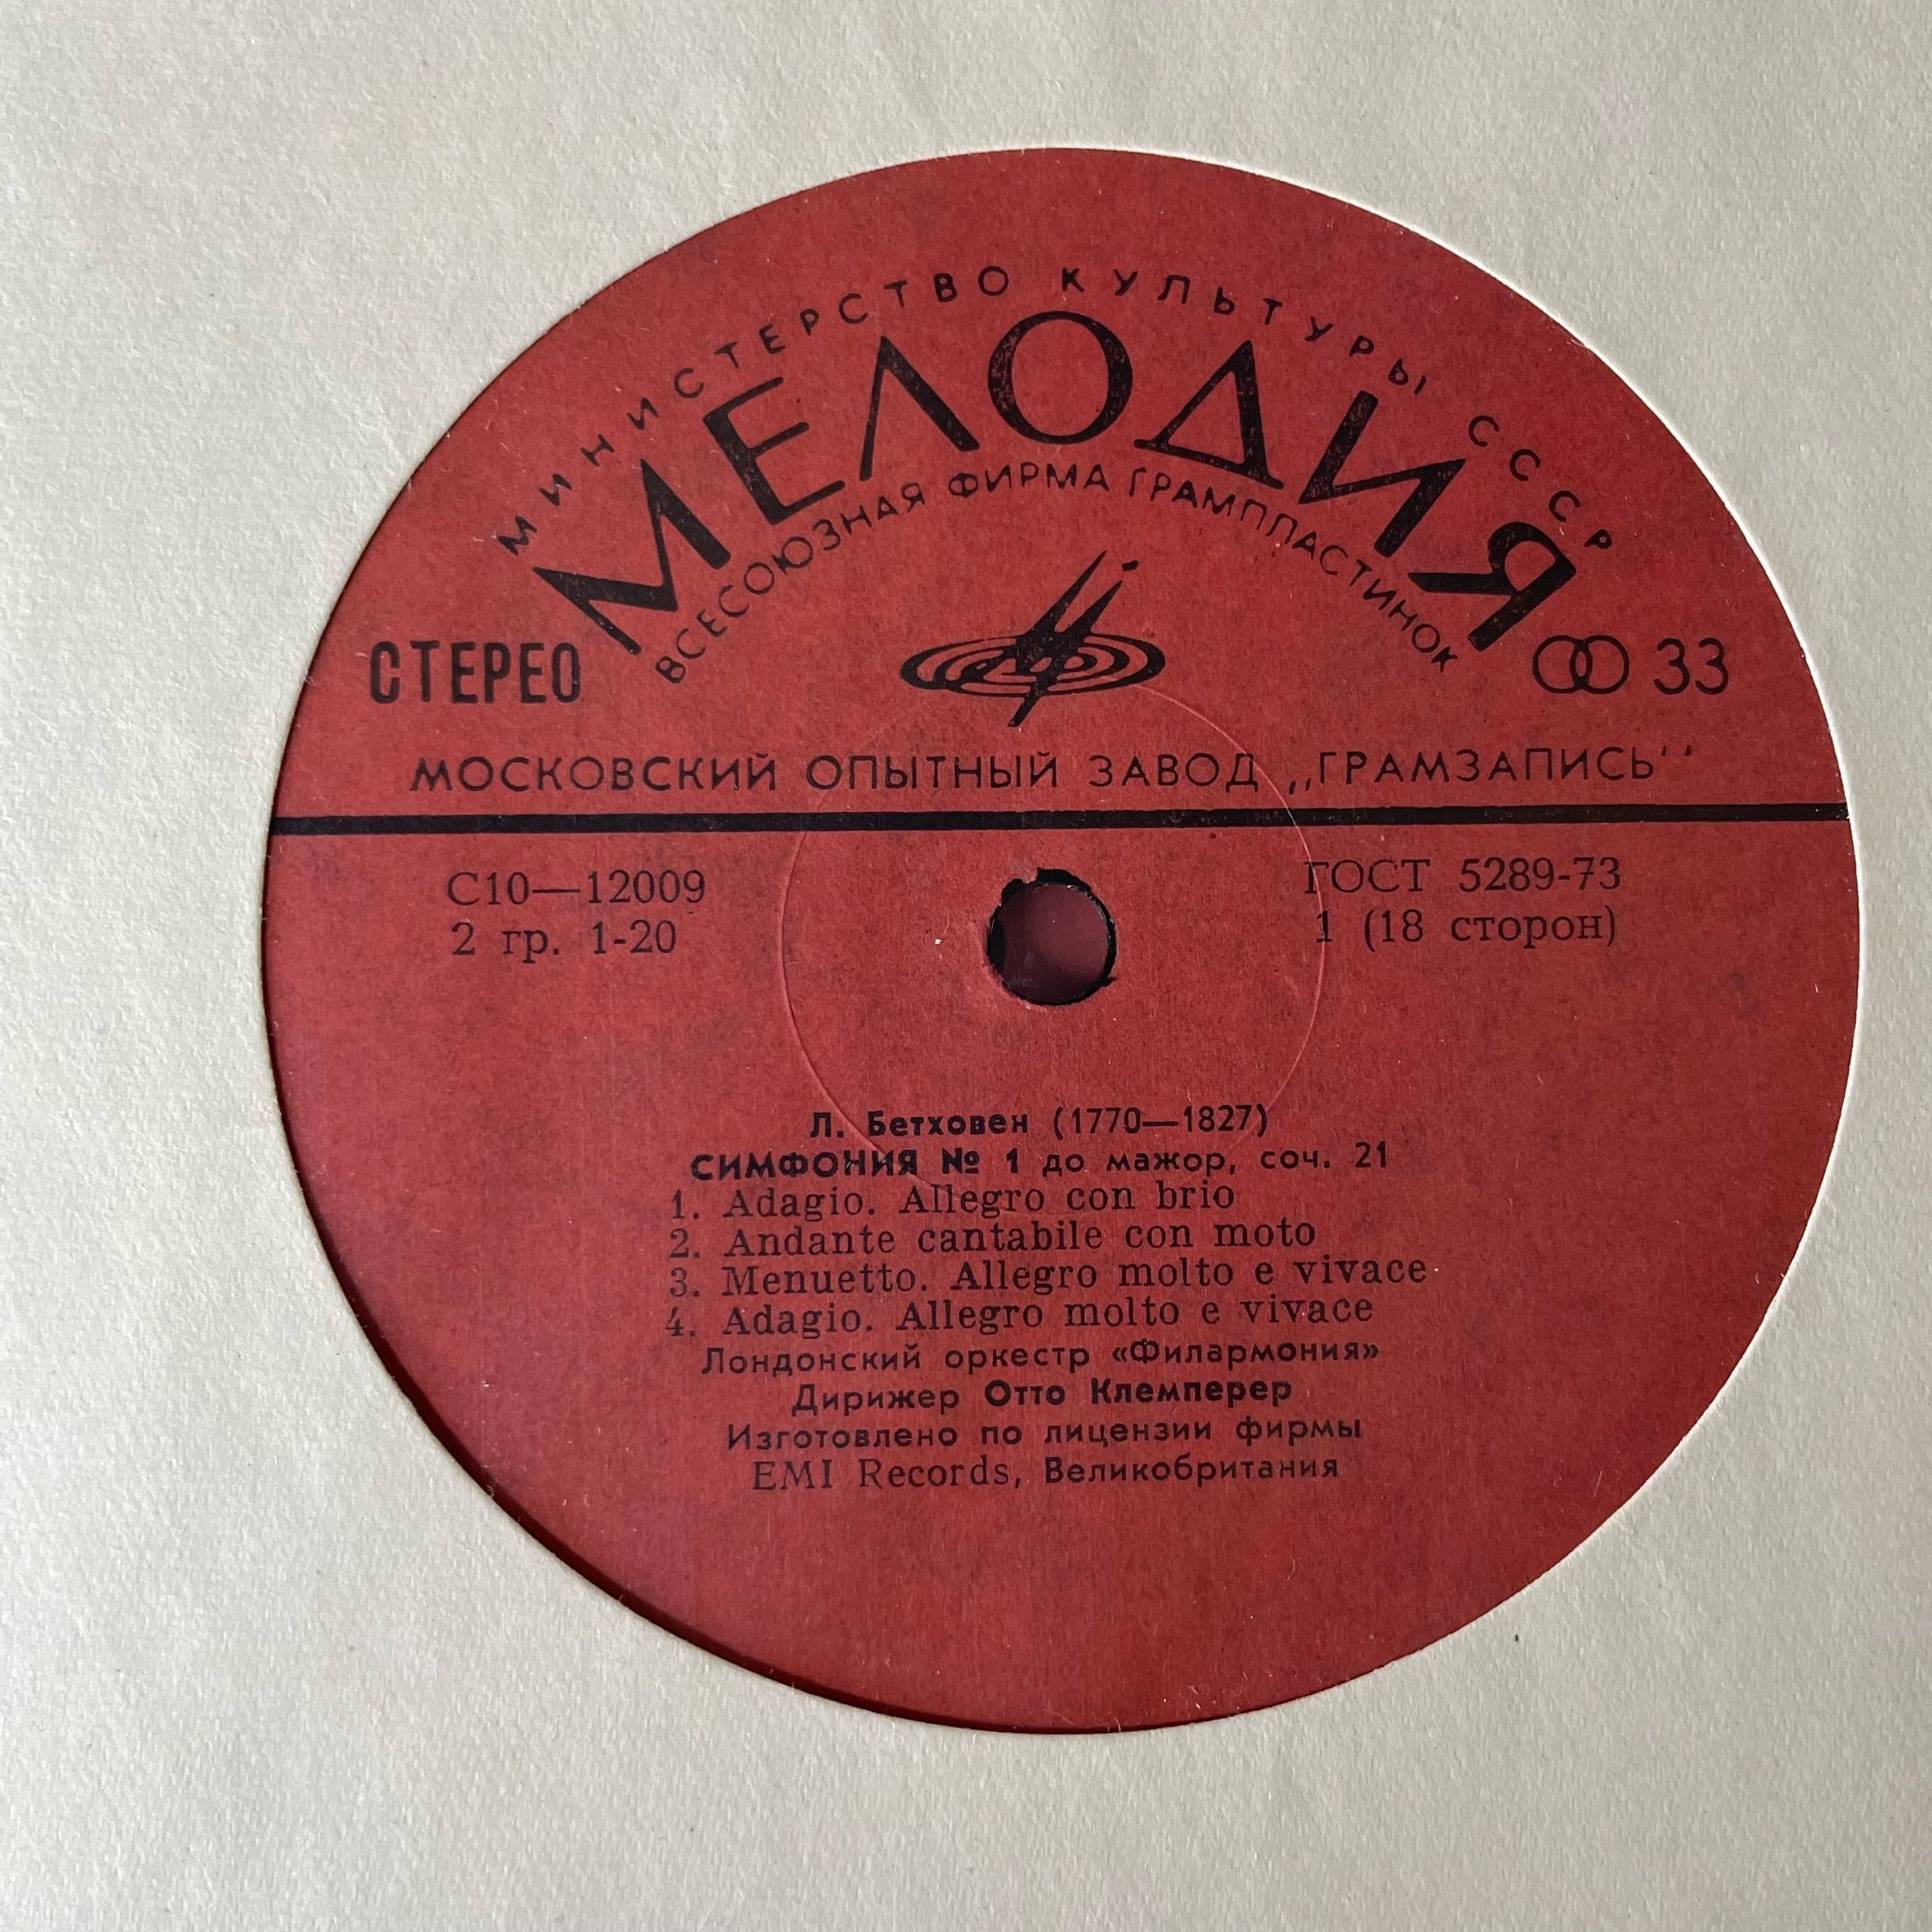 МИНИСТЕРСТВО КУЛЬТУРЫ СССР
МЕЛОДИЯ
ВСЕСОЮЗНАЯ ФИРМА ГРАМПЛАСТИНОК
СТЕРЕО
33
МОСКОВСКИЙ ОПЫТНЫЙ ЗАВОД „ГРАМЗАПИСЬ''
С10—12009
2 гр. 1-20
ГОСТ 5289-73
1 (18 сторон)
Л. Бетховен (1770—1827)
СИМФОНИЯ № 1 до мажор, соч. 21
1. Adagio. Allegro con brio
2. Andante cantabile con moto
3. Menuetto. Allegro molto e vivace
4. Adagio. Allegro molto e vivace
Лондонский оркестр «Филармония»
Дирижер Отто Клемперер
Изготовлено по лицензии фирмы
EMI Records, Великобритания